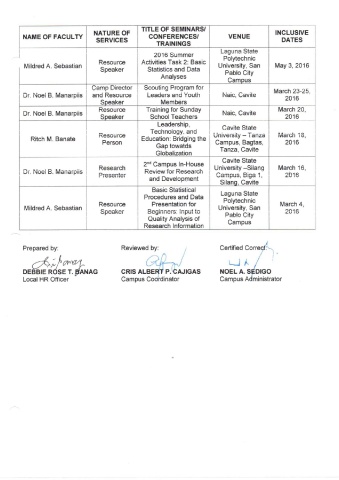 NAME OF FACULTY
NATURE OF SERVICES
TITLE OF SEMINARS/ CONFERENCES/ TRAININGS
VENUE
INCLUSIVE DATES
Mildred A. Sebastian
Resource Speaker
2016 Summer Activities Task 2: Basic Statistics and Data Analyses
Laguna State Polytechnic University, San Pablo City Campus
May 3, 2016
Dr. Noel B. Manarpiis
Camp Director and Resource Speaker
Scouting Program for Leaders and Youth Members
Naic, Cavite
March 23-25, 2016
Dr. Noel B. Manarpiis
Resource Speaker
Training for Sunday School Teachers
Naic, Cavite
March 20, 2016
Ritch M. Banate
Resource Person
Leadership, Technology, and Education: Bridging the Gap towards Globalization
Cavite State University – Tanza Campus, Bagtas, Tanza, Cavite
March 18, 2016
Dr. Noel B. Manarpiis
Research Presenter
2nd Campus In-House Review for Research and Development
Cavite State University –Silang Campus, Biga 1, Silang, Cavite
March 16, 2016
Mildred A. Sebastian
Resource Speaker
Basic Statistical Procedures and Data Presentation for Beginners: Input to Quality Analysis of Research Information
Laguna State Polytechnic University, San Pablo City Campus
March 4, 2016
Prepared by:
Reviewed by:
Certified Correct:
DEBBIE ROSE T. BANAG
CRIS ALBERT P. CAJIGAS
NOEL A. SEDIGO
Local HR Officer
Campus Coordinator
Campus Administrator